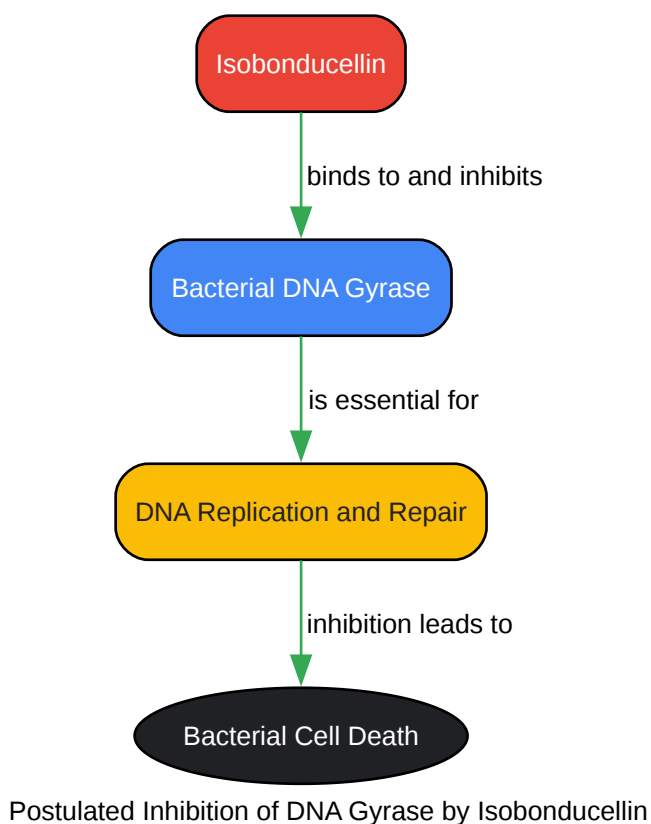 Isobonducellin
binds to and inhibits
Bacterial DNA Gyrase
is essential for
DNA Replication and Repair
inhibition leads to
Bacterial Cell Death
Postulated Inhibition of DNA Gyrase by Isobonducellin